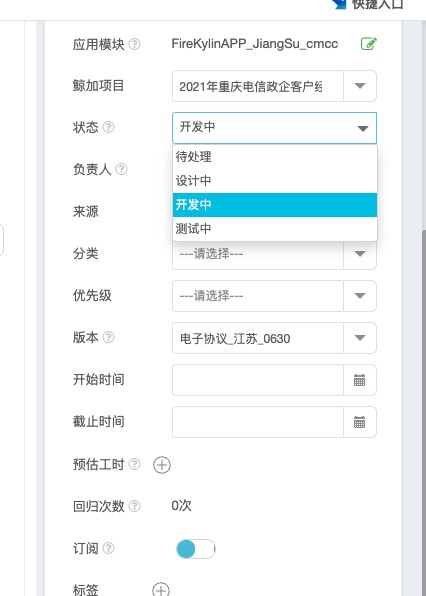 快捷入口
应用模块 FireKylinAPP_JiangSu_cmcc
鲸加项目 2021年重庆电信政企客户经
状态 开发中
待处理
负责人
设计中
来源
开发中
测试中
分类 ---请选择---
优先级 ---请选择---
版本 电子协议_江苏_0630
开始时间
截止时间
预估工时
回归次数 0次
订阅
标签